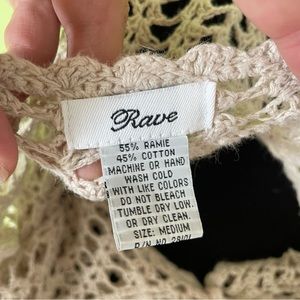 Rave
55% RAMIE
45% COTTON
MACHINE OR HAND
WASH COLD
WITH LIKE COLORS
DO NOT BLEACH
TUMBLE DRY LOW.
OR DRY CLEAN.
SIZE: MEDIUM
P/N NO.